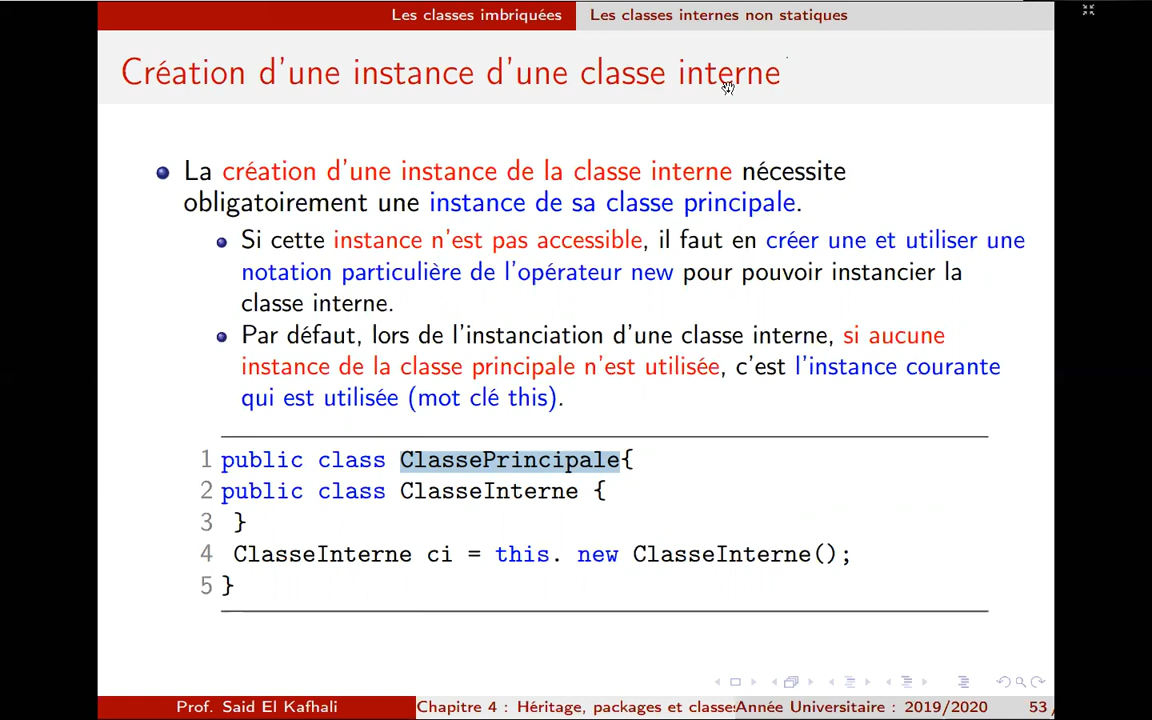 Les classes imbriquées Les classes internes non statiques
Création d'une instance d'une classe interne
La création d'une instance de la classe interne nécessite
obligatoirement une instance de sa classe principale.
Si cette instance n'est pas accessible, il faut en créer une et utiliser une
notation particulière de l'opérateur new pour pouvoir instancier la
classe interne.
Par défaut, lors de l'instanciation d'une classe interne, si aucune
instance de la classe principale n'est utilisée, c'est l'instance courante
qui est utilisée (mot clé this).
1 public class ClassePrincipale{
2 public class ClasseInterne {
3 }
4 ClasseInterne ci = this. new ClasseInterne();
5 }
Prof. Said El Kafhali Chapitre 4 : Héritage, packages et classes Année Universitaire : 2019/2020 53 /